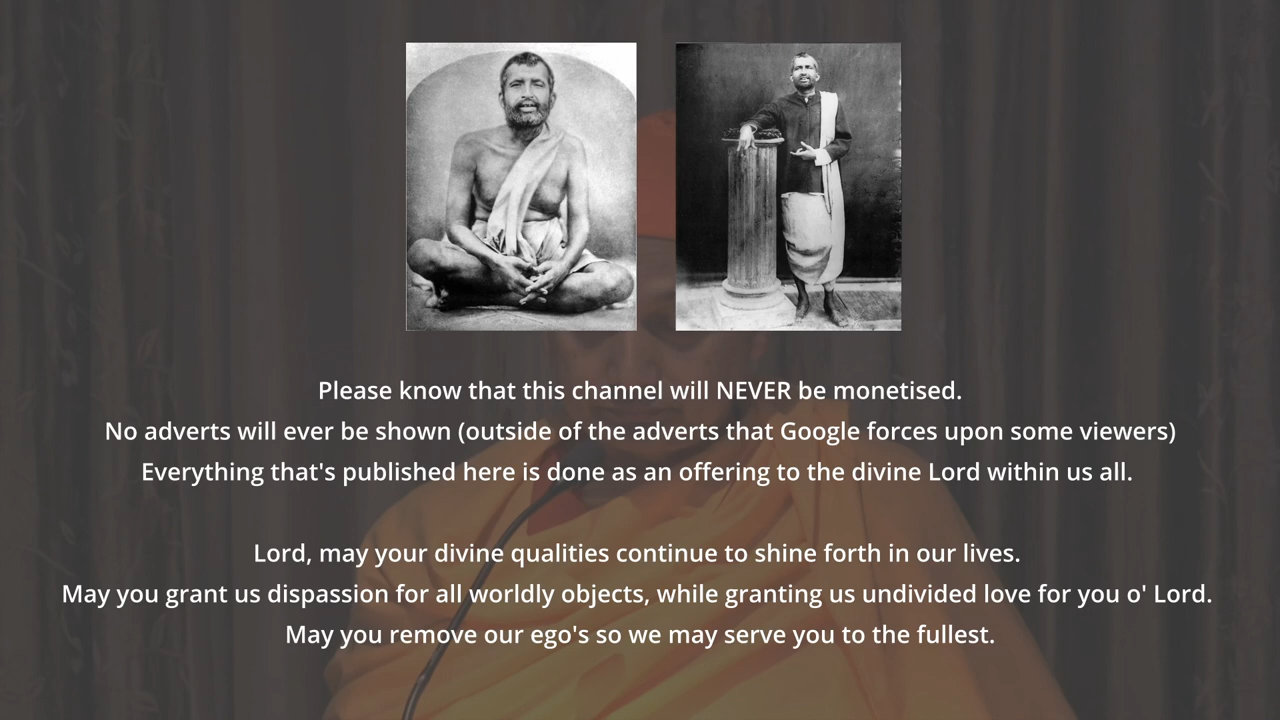 Please know that this channel will NEVER be monetised.
No adverts will ever be shown (outside of the adverts that Google forces upon some viewers)
Everything that's published here is done as an offering to the divine Lord within us all.
Lord, may your divine qualities continue to shine forth in our lives.
May you grant us dispassion for all worldly objects, while granting us undivided love for you o' Lord.
May you remove our ego's so we may serve you to the fullest.